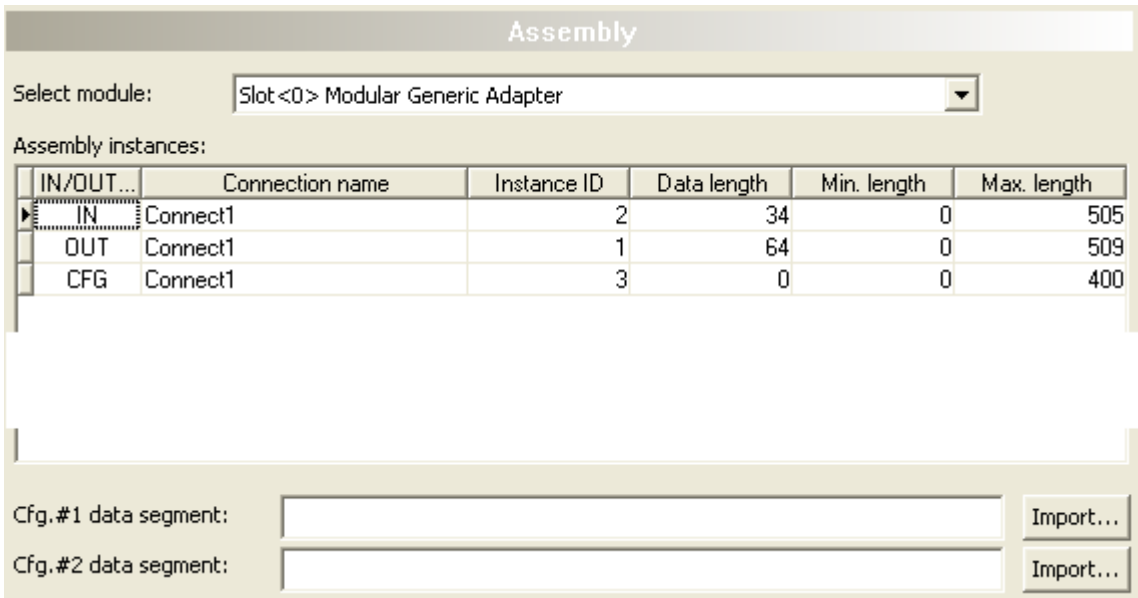 Assembly
Select module: Slot<0> Modular Generic Adapter
Assembly instances:
IN/OUT... Connection name Instance ID Data length Min. length Max. length
IN Connect1 2 34 0 505
OUT Connect1 1 64 0 509
CFG Connect1 3 0 0 400
Cfg.#1 data segment: Import...
Cfg.#2 data segment: Import...